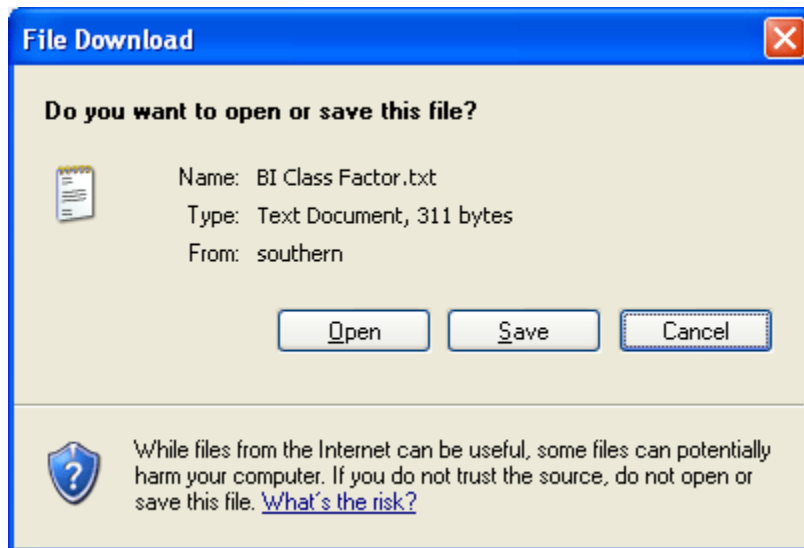 File Download
Do you want to open or save this file?
Name: BI Class Factor.txt
Type: Text Document, 311 bytes
From: southern
Open Save Cancel
While files from the Internet can be useful, some files can potentially
harm your computer. If you do not trust the source, do not open or
save this file. What's the risk?